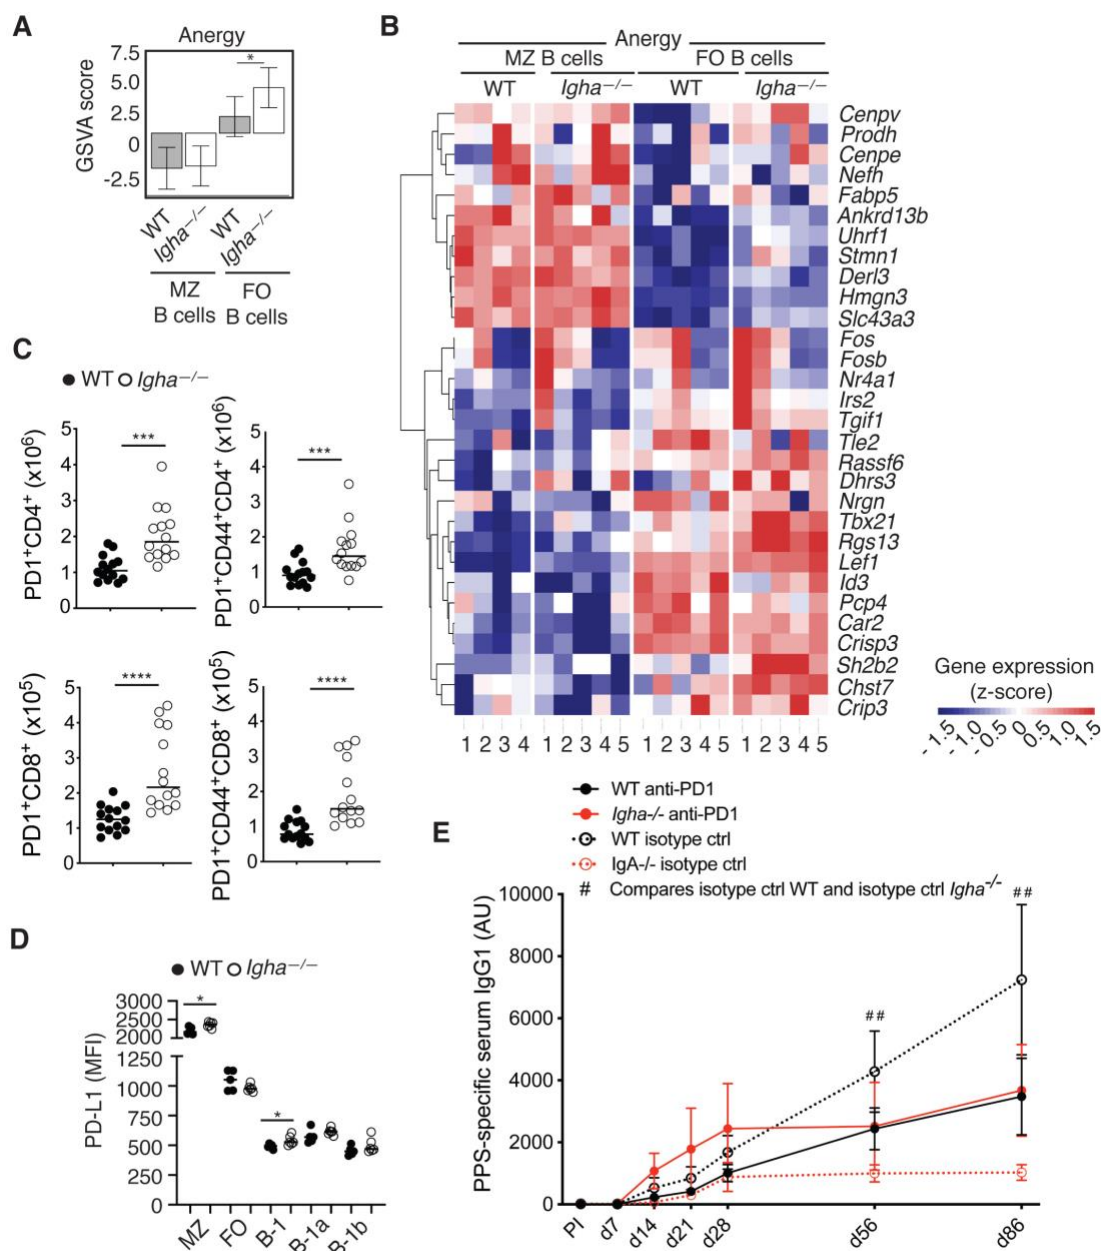 A
Anergy
GSVA score
7.5
5.0
2.5
0
-2.5
*
WT
Igha−/−
WT
Igha−/−
MZ
B cells
FO
B cells
B
Anergy
MZ B cells
FO B cells
WT
Igha−/−
WT
Igha−/−
Cenpv
Prodh
Cenpe
Nefh
Fabp5
Ankrd13b
Uhrf1
Stmn1
Derl3
Hmgn3
Slc43a3
Fos
Fosb
Nr4a1
Irs2
Tgif1
Tle2
Rassf6
Dhrs3
Nrgn
Tbx21
Rgs13
Lef1
Id3
Pcp4
Car2
Crisp3
Sh2b2
Chst7
Crip3
1 2 3 4 1 2 3 4 5 1 2 3 4 5 1 2 3 4 5
Gene expression
(z-score)
- 1.5
- 1.0
- 0.5
0
0.5
1.0
1.5
C
WT Igha−/−
PD1+CD4+ (x10⁶)
5
4
3
2
1
0
***
PD1+CD44+CD4+ (x10⁶)
5
4
3
2
1
0
***
PD1+CD8+ (x10⁵)
5
4
3
2
1
0
****
PD1+CD44+CD8+ (x10⁵)
5
4
3
2
1
0
****
D
WT Igha−/−
PD-L1 (MFI)
3000
2500
2000
1250
1000
750
500
250
0
*
*
MZ
FO
B-1
B-1a
B-1b
E
WT anti-PD1
Igha-/- anti-PD1
WT isotype ctrl
IgA-/- isotype ctrl
# Compares isotype ctrl WT and isotype ctrl Igha-/-
PPS-specific serum IgG1 (AU)
10000
8000
6000
4000
2000
0
##
##
PI
d7
d14
d21
d28
d56
d86